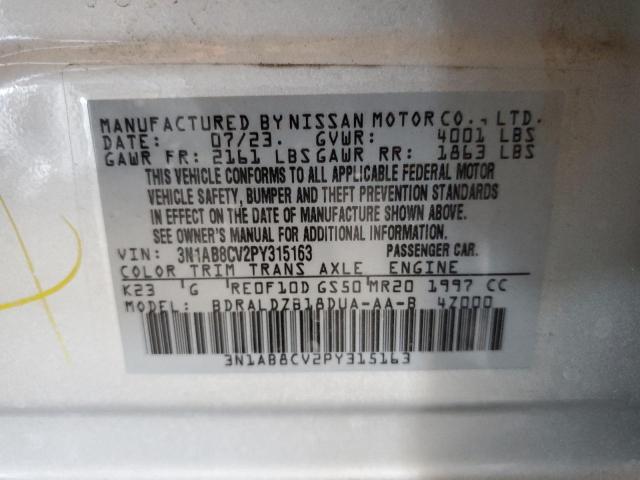 MANUFACTURED BY NISSAN MOTOR CO., LTD.
DATE: 07/23. GVWR: 4001 LBS
GAWR FR: 2161 LBS GAWR RR: 1863 LBS
THIS VEHICLE CONFORMS TO ALL APPLICABLE FEDERAL MOTOR
VEHICLE SAFETY, BUMPER AND THEFT PREVENTION STANDARDS
IN EFFECT ON THE DATE OF MANUFACTURE SHOWN ABOVE.
SEE OWNER'S MANUAL FOR ADDITIONAL INFORMATION.
VIN: 3N1AB8CV2PY315163 PASSENGER CAR.
COLOR TRIM TRANS AXLE ENGINE
K23 G RE0F10D GS50 MR20 1997 CC
MODEL: BDRALDZB18DUA-AA-B 4Z000
3N1AB8CV2PY315163